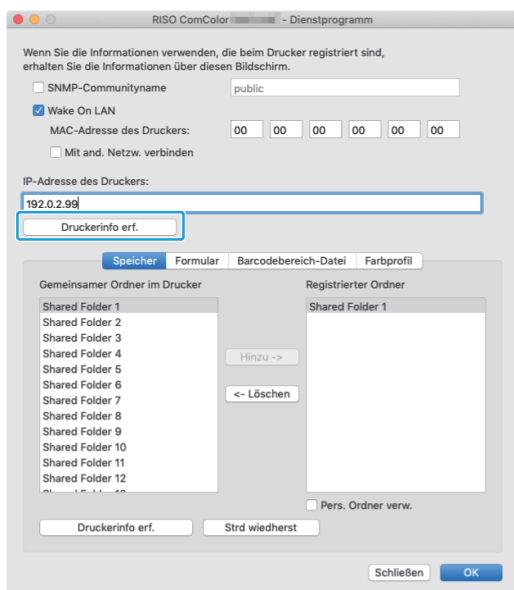 RISO ComColor - Dienstprogramm
Wenn Sie die Informationen verwenden, die beim Drucker registriert sind,
erhalten Sie die Informationen über diesen Bildschirm.
SNMP-Communityname public
Wake On LAN
MAC-Adresse des Druckers: 00 00 00 00 00 00
Mit and. Netzw. verbinden
IP-Adresse des Druckers:
192.0.2.99
Druckerinfo erf.
Speicher Formular Barcodebereich-Datei Farbprofil
Gemeinsamer Ordner im Drucker Registrierter Ordner
Shared Folder 1 Shared Folder 1
Shared Folder 2
Shared Folder 3
Shared Folder 4
Shared Folder 5
Hinzu ->
Shared Folder 6
Shared Folder 7
<- Löschen
Shared Folder 8
Shared Folder 9
Shared Folder 10
Shared Folder 11
Shared Folder 12
Pers. Ordner verw.
Druckerinfo erf. Strd wiedherst
Schließen OK